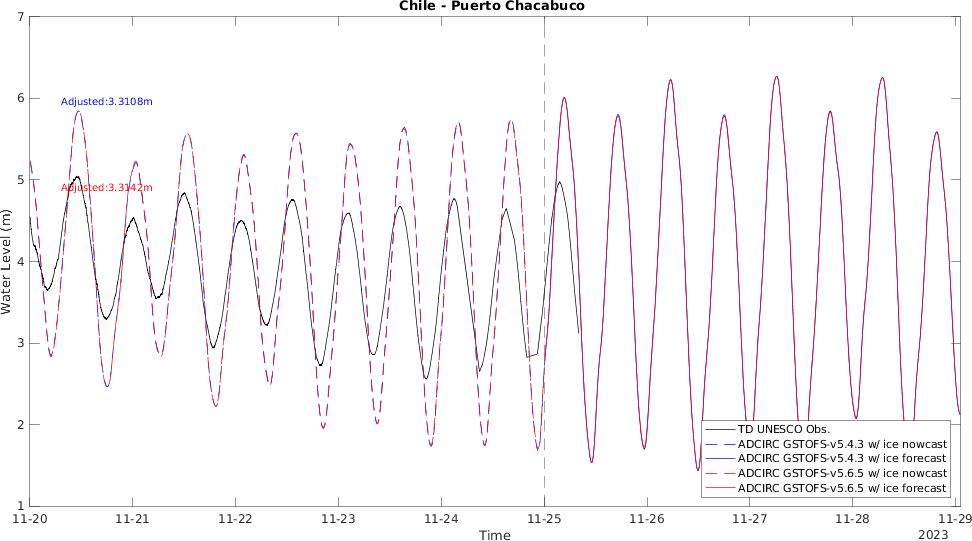 Chile - Puerto Chacabuco
7
6
5
4
3
2
1
Water Level (m)
Adjusted:3.3108m
Adjusted:3.3142m
TD UNESCO Obs.
ADCIRC GSTOFS-v5.4.3 w/ ice nowcast
ADCIRC GSTOFS-v5.4.3 w/ ice forecast
ADCIRC GSTOFS-v5.6.5 w/ ice nowcast
ADCIRC GSTOFS-v5.6.5 w/ ice forecast
11-20 11-21 11-22 11-23 11-24 11-25 11-26 11-27 11-28 11-29
Time
2023